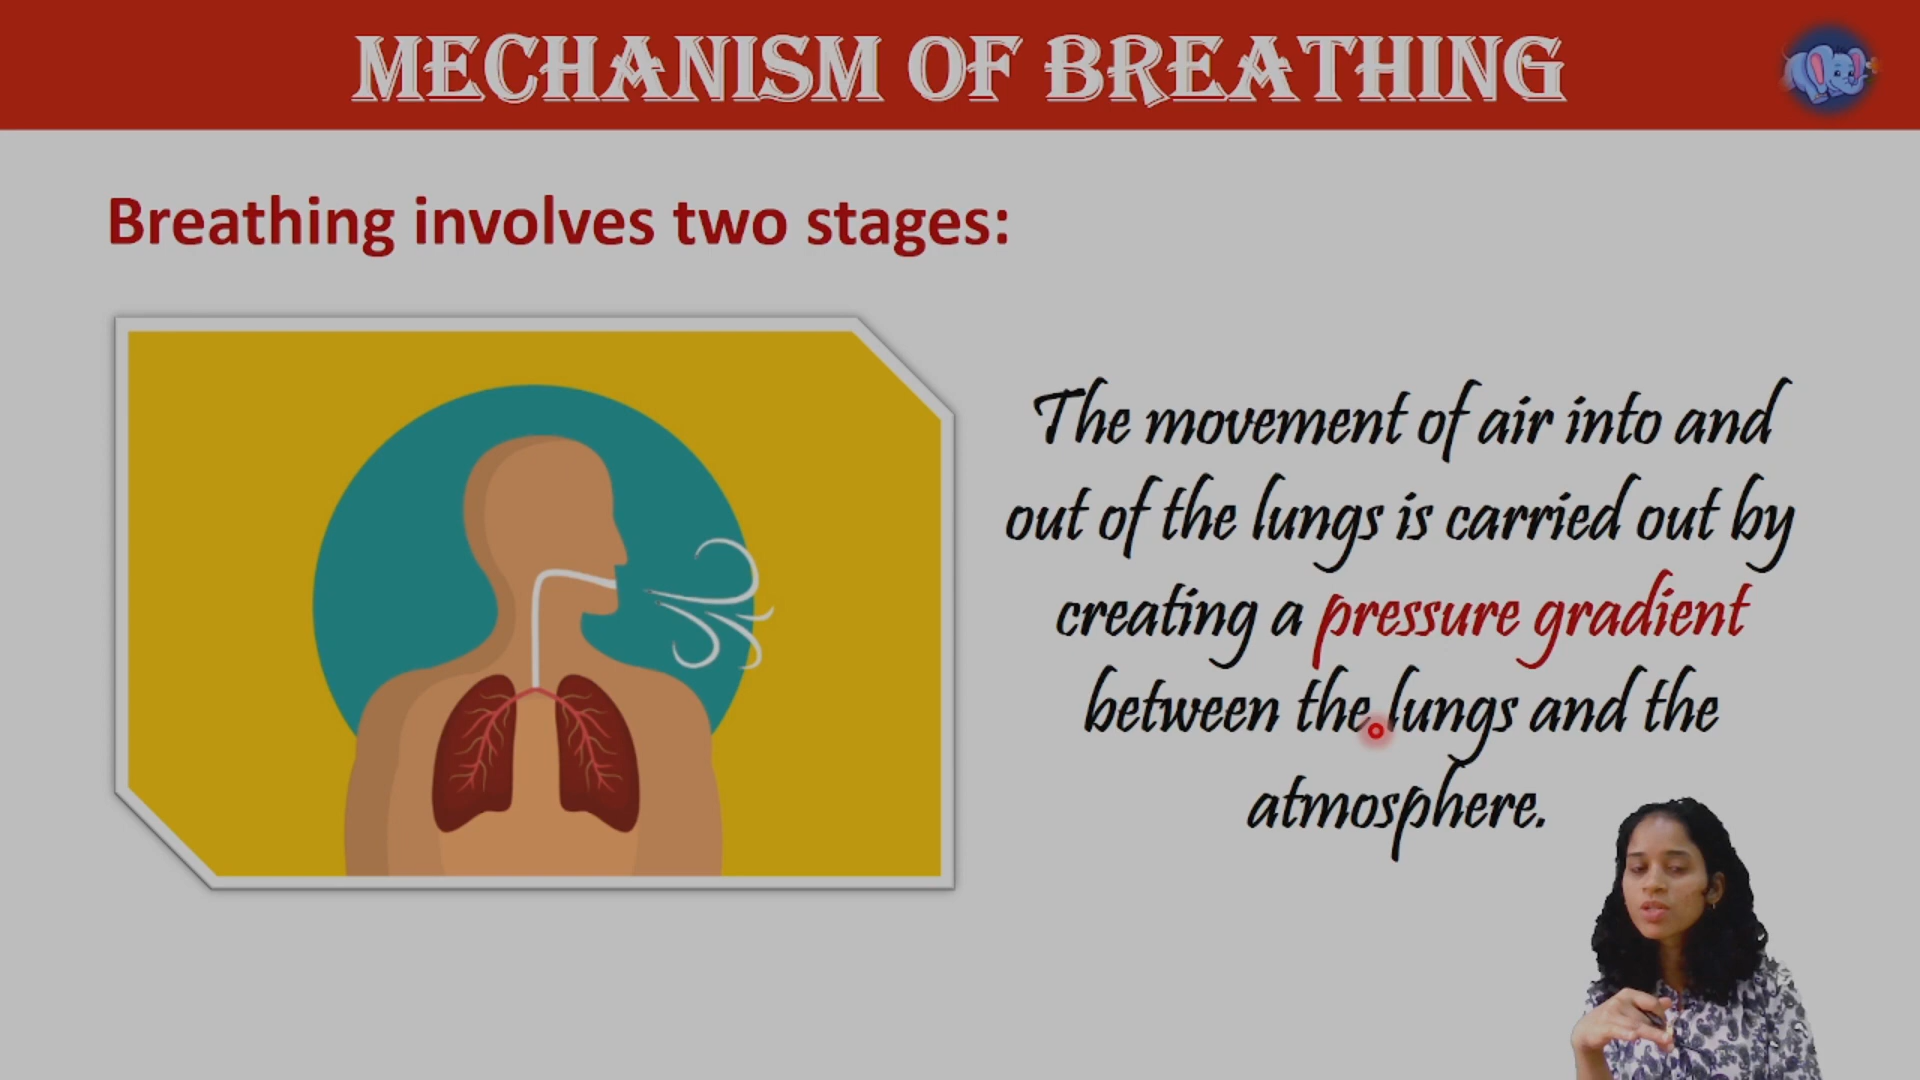 MECHANISM OF BREATHING
Breathing involves two stages:
The movement of air into and
out of the lungs is carried out by
creating a pressure gradient
between the lungs and the
atmosphere.